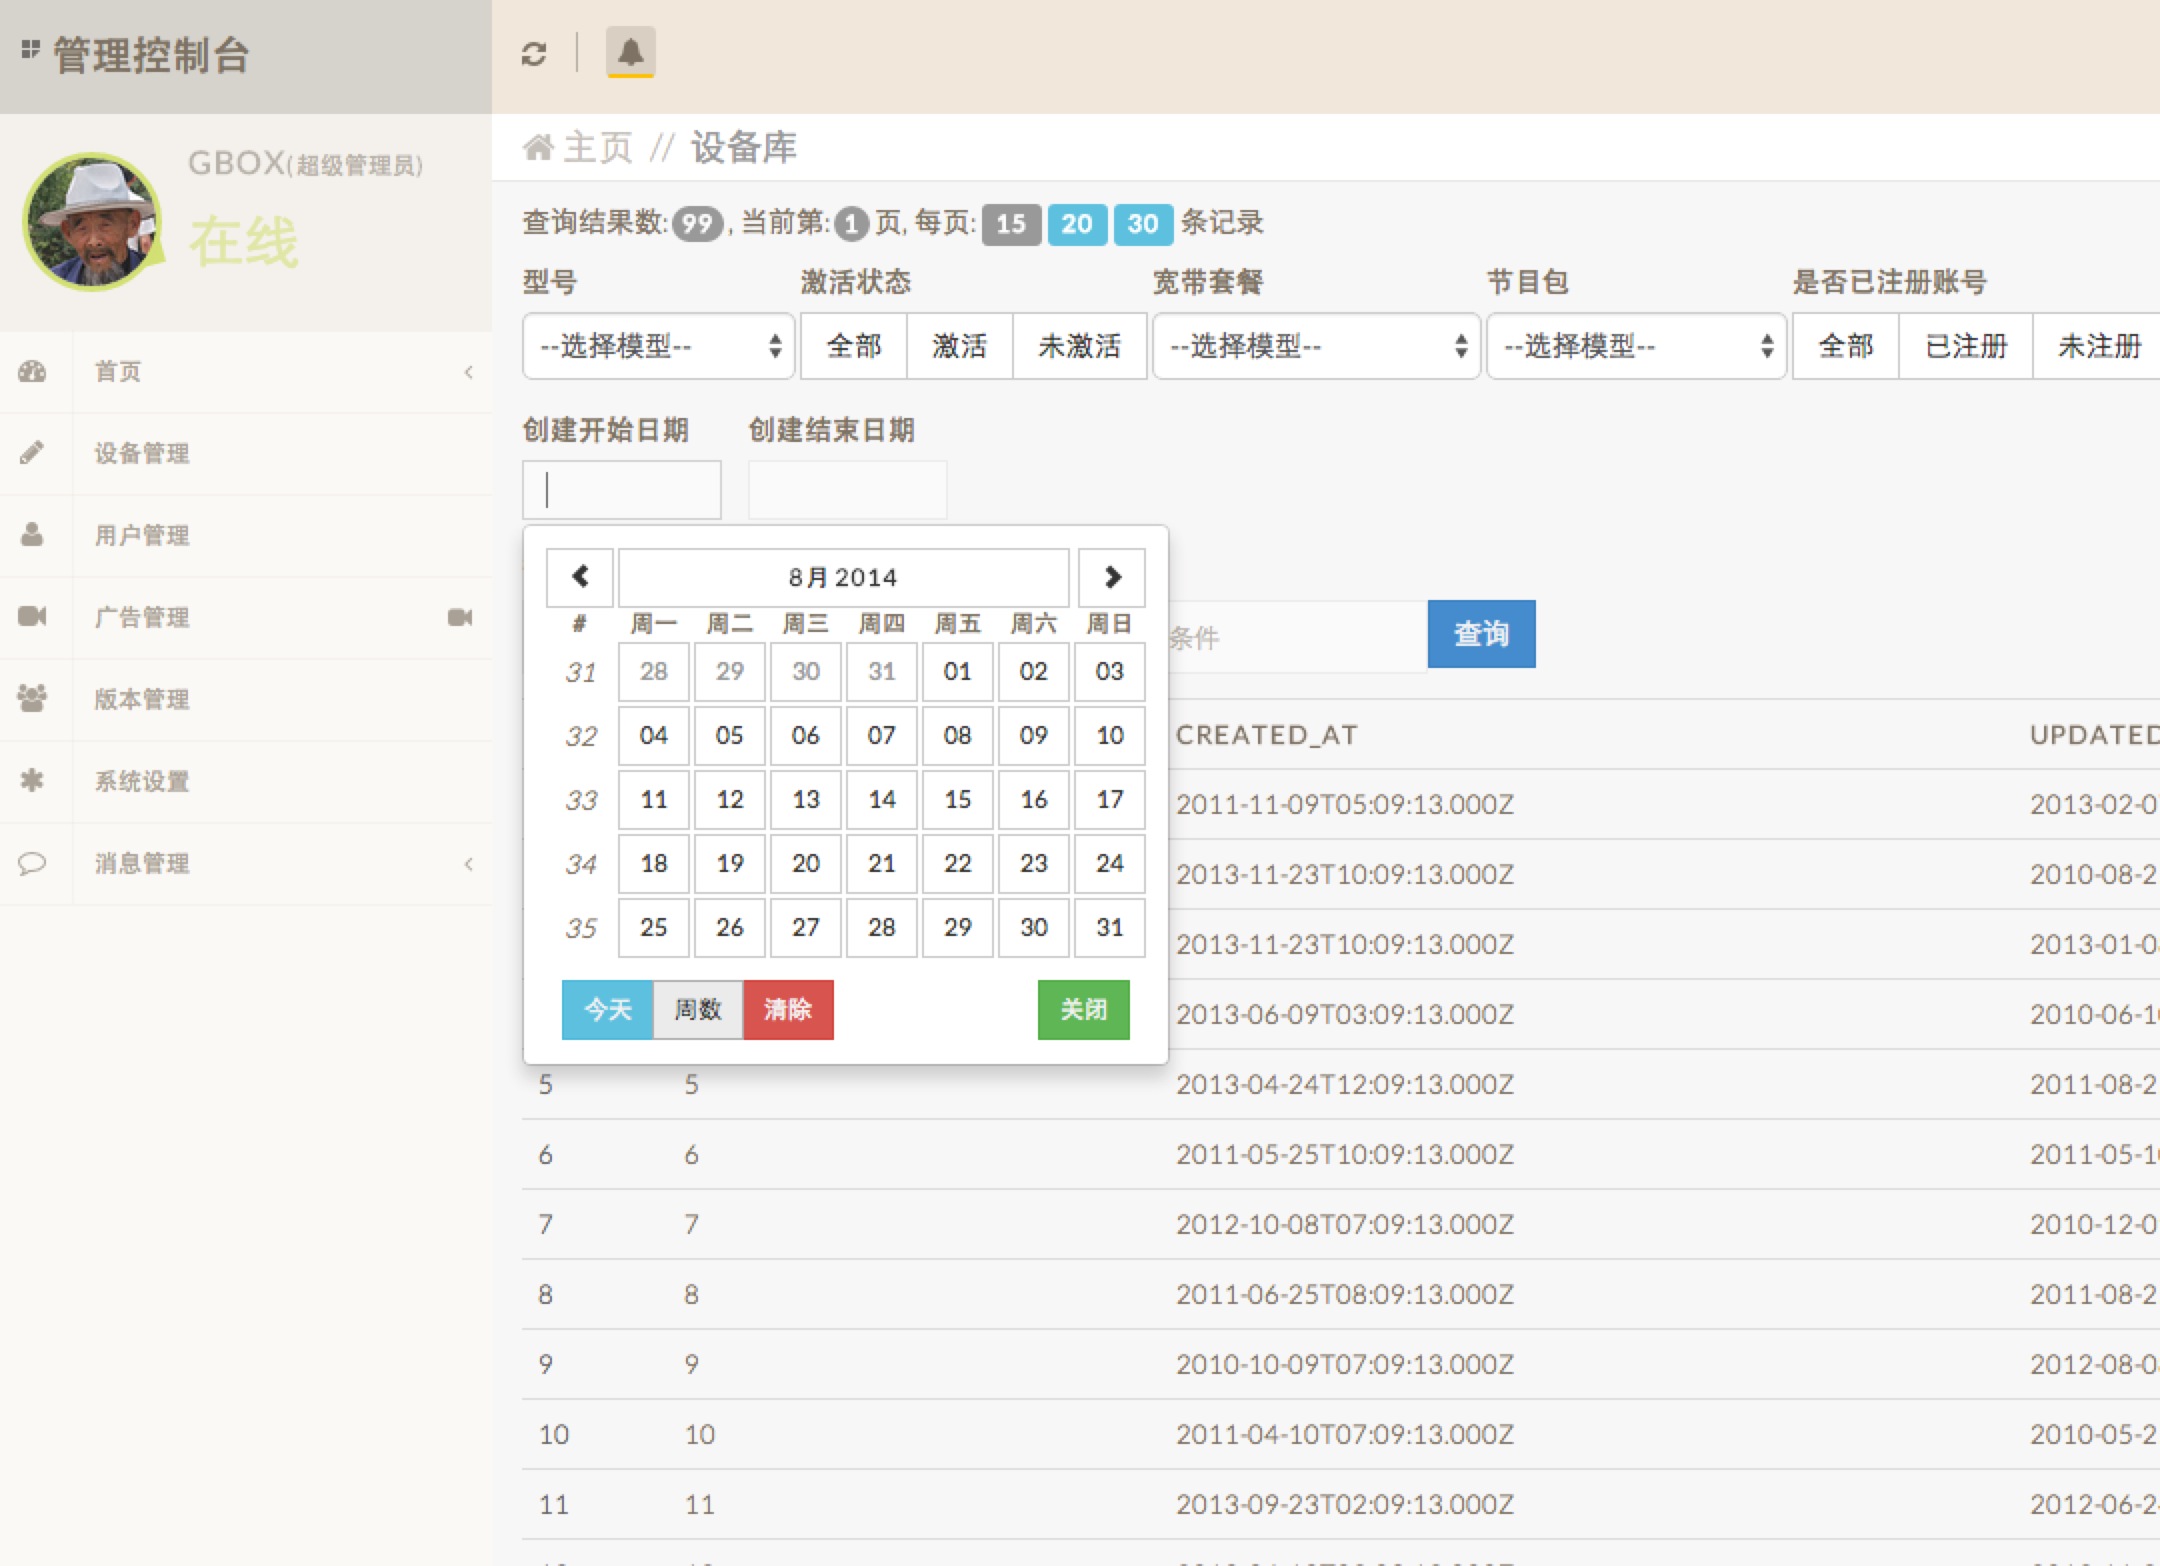 管理控制台
GBOX(超级管理员)
在线
首页
设备管理
用户管理
广告管理
版本管理
系统设置
消息管理
主页 // 设备库
查询结果数: 99 , 当前第: 1 页, 每页: 15 20 30 条记录
型号 激活状态 宽带套餐 节目包 是否已注册账号
--选择模型-- 全部 激活 未激活 --选择模型-- --选择模型-- 全部 已注册 未注册
创建开始日期 创建结束日期
8月 2014
# 周一 周二 周三 周四 周五 周六 周日
31 28 29 30 31 01 02 03
32 04 05 06 07 08 09 10
33 11 12 13 14 15 16 17
34 18 19 20 21 22 23 24
35 25 26 27 28 29 30 31
今天 周数 清除 关闭
条件 查询
CREATED_AT UPDATED
2011-11-09T05:09:13.000Z 2013-02-0
2013-11-23T10:09:13.000Z 2010-08-2
2013-11-23T10:09:13.000Z 2013-01-0
2013-06-09T03:09:13.000Z 2010-06-1
5 5 2013-04-24T12:09:13.000Z 2011-08-2
6 6 2011-05-25T10:09:13.000Z 2011-05-1
7 7 2012-10-08T07:09:13.000Z 2010-12-0
8 8 2011-06-25T08:09:13.000Z 2011-08-2
9 9 2010-10-09T07:09:13.000Z 2012-08-0
10 10 2011-04-10T07:09:13.000Z 2010-05-2
11 11 2013-09-23T02:09:13.000Z 2012-06-2